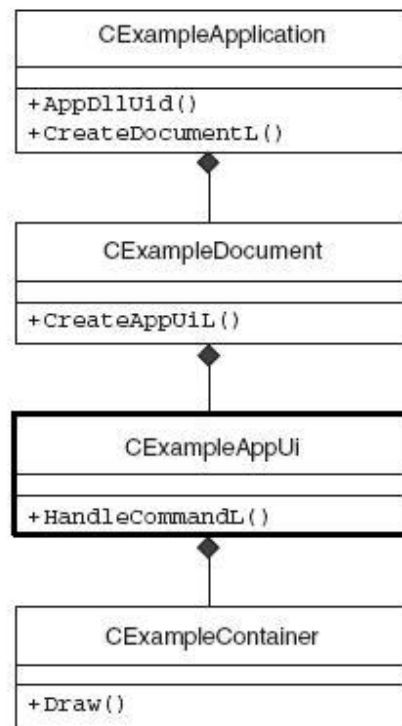 CExampleApplication
+AppDllUid()
+CreateDocumentL()
CExampleDocument
+CreateAppUiL()
CExampleAppUi
+HandleCommandL()
CExampleContainer
+Draw()